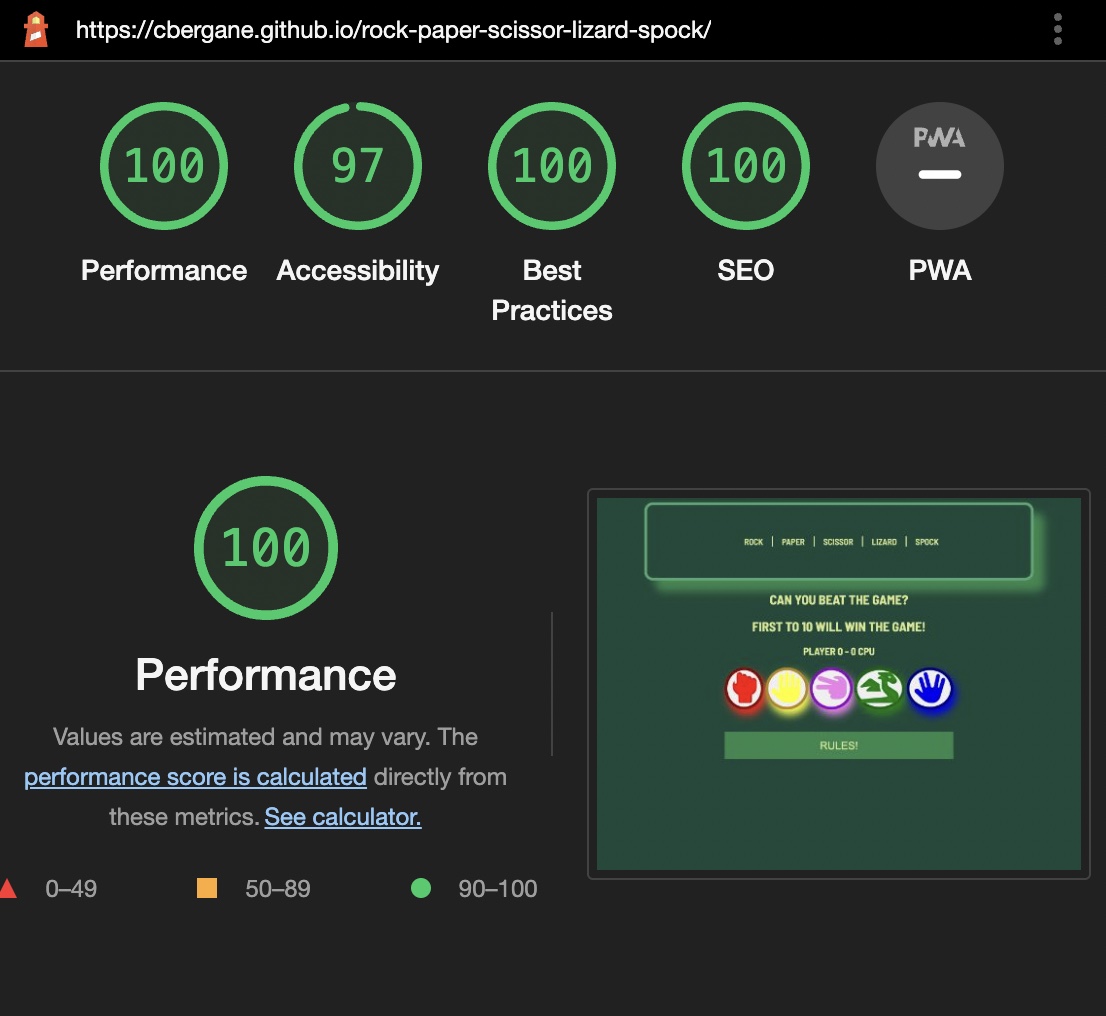 https://cbergane.github.io/rock-paper-scissor-lizard-spock/
100
97
100
100
PWA
Performance
Accessibility
Best
Practices
SEO
PWA
100
Performance
Values are estimated and may vary. The
performance score is calculated directly from
these metrics. See calculator.
0–49
50–89
90–100
ROCK | PAPER | SCISSOR | LIZARD | SPOCK
CAN YOU BEAT THE GAME?
FIRST TO 10 WILL WIN THE GAME!
PLAYER 0 - 0 CPU
RULES!